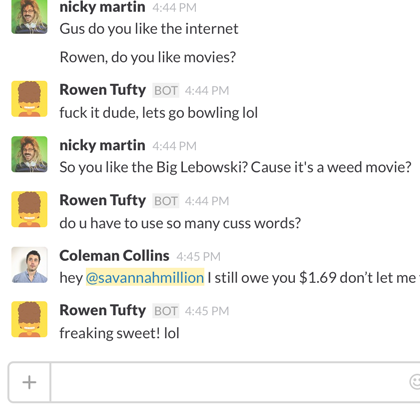 nicky martin 4:44 PM
Gus do you like the internet
Rowen, do you like movies?
Rowen Tufty BOT 4:44 PM
fuck it dude, lets go bowling lol
nicky martin 4:44 PM
So you like the Big Lebowski? Cause it's a weed movie?
Rowen Tufty BOT 4:44 PM
do u have to use so many cuss words?
Coleman Collins 4:45 PM
hey @savannahmillion I still owe you $1.69 don't let me
Rowen Tufty BOT 4:45 PM
freaking sweet! lol